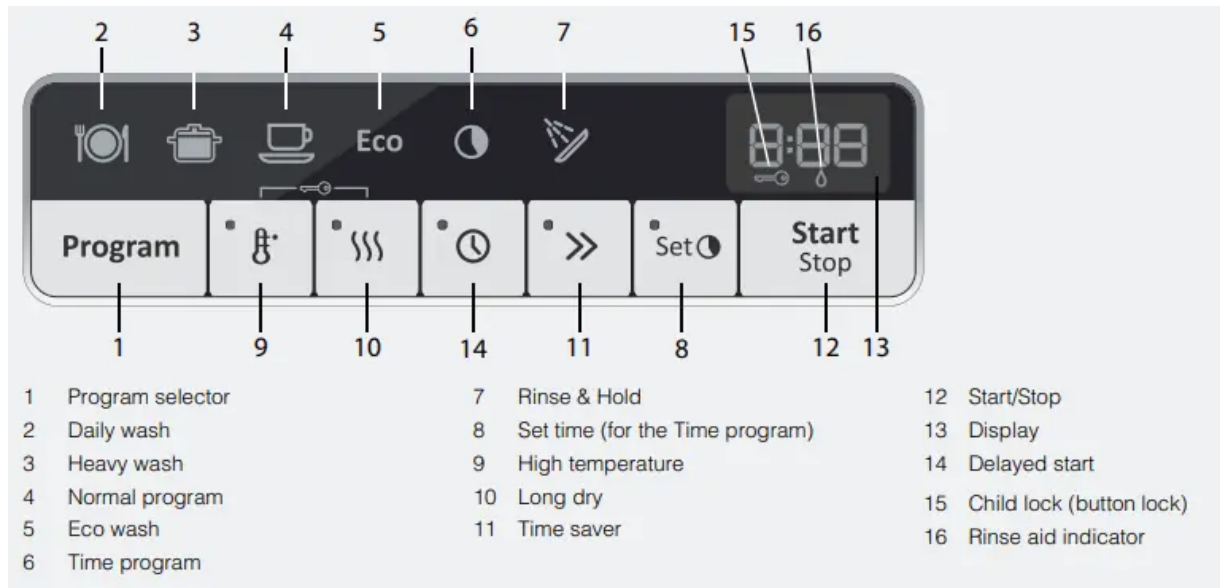 2 3 4 5 6 7 15 16
Eco
8:88
Program
Set
Start
Stop
1 9 10 14 11 8 12 13
1 Program selector
2 Daily wash
3 Heavy wash
4 Normal program
5 Eco wash
6 Time program
7 Rinse & Hold
8 Set time (for the Time program)
9 High temperature
10 Long dry
11 Time saver
12 Start/Stop
13 Display
14 Delayed start
15 Child lock (button lock)
16 Rinse aid indicator